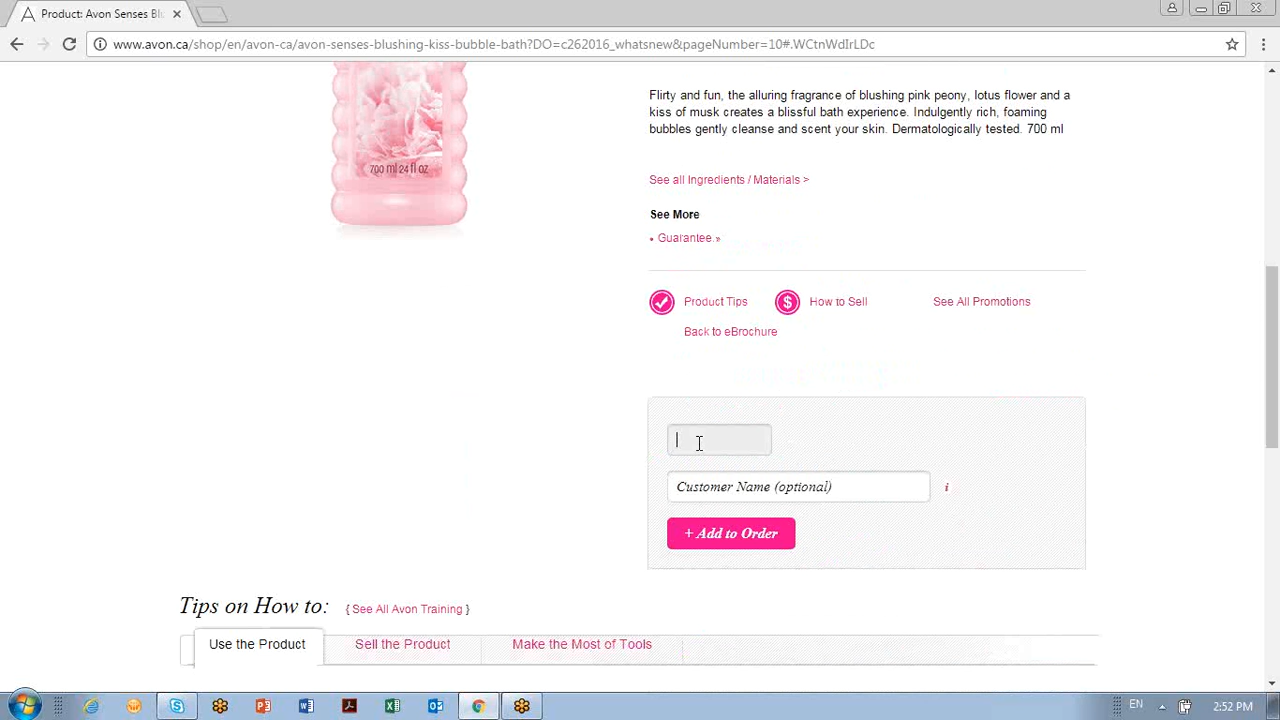 Product: Avon Senses Blu
www.avon.ca/shop/en/avon-ca/avon-senses-blushing-kiss-bubble-bath?DO=c262016_whatsnew&pageNumber=10#.WCtnWdIrLDc
700 ml 24 fl oz
Flirty and fun, the alluring fragrance of blushing pink peony, lotus flower and a
kiss of musk creates a blissful bath experience. Indulgently rich, foaming
bubbles gently cleanse and scent your skin. Dermatologically tested. 700 ml
See all Ingredients / Materials >
See More
• Guarantee »
Product Tips
How to Sell
See All Promotions
Back to eBrochure
Customer Name (optional)
i
+ Add to Order
Tips on How to:
{ See All Avon Training }
Use the Product
Sell the Product
Make the Most of Tools
EN
2:52 PM